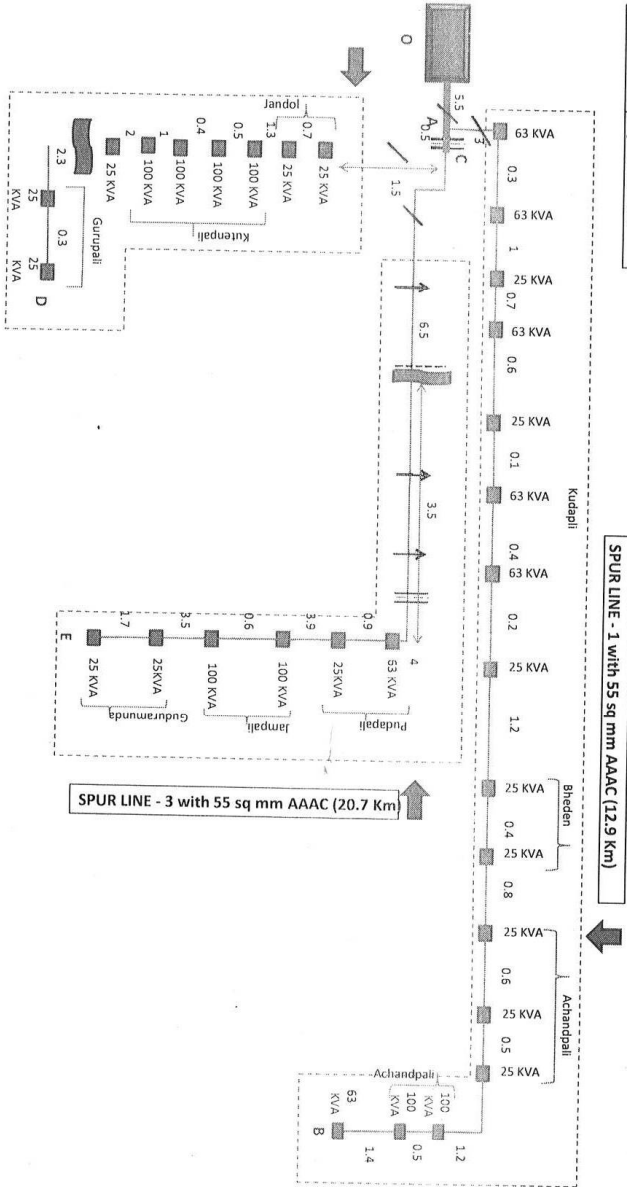 SPUR LINE - 1 with 55 sq mm AAAC (12.9 Km)
Kudapli
Bheden
Achandpali
63 KVA
63 KVA
25 KVA
63 KVA
25 KVA
63 KVA
63 KVA
25 KVA
25 KVA
25 KVA
25 KVA
25 KVA
25 KVA
3
0.3
1
0.7
0.6
0.1
0.4
0.2
1.2
0.4
0.8
0.6
0.5
1.2
0.5
1.4
Achandpali
100 KVA
100 KVA
63 KVA
B
O
5.5
A
0.5
C
1.5
6.5
3.5
4
Jandol
0.7
1.3
0.5
0.4
1
2
25 KVA
25 KVA
100 KVA
100 KVA
100 KVA
100 KVA
25 KVA
Kutenpali
2.3
0.3
25 KVA
25 KVA
Gurupali
D
0.9
3.9
0.6
3.5
1.7
63 KVA
25KVA
100 KVA
100 KVA
25KVA
25 KVA
Pudapali
Jampali
Guduramunda
E
SPUR LINE - 3 with 55 sq mm AAAC (20.7 Km)